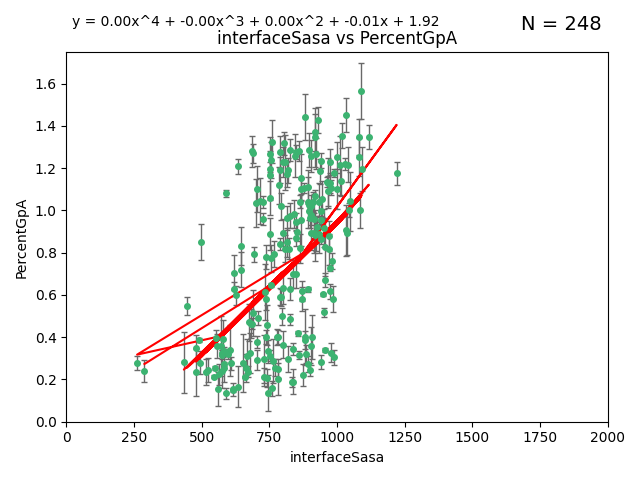 y = 0.00x^4 + -0.00x^3 + 0.00x^2 + -0.01x + 1.92
N = 248
interfaceSasa vs PercentGpA
PercentGpA
1.6
1.4
1.2
1.0
0.8
0.6
0.4
0.2
0.0
0 250 500 750 1000 1250 1500 1750 2000
interfaceSasa